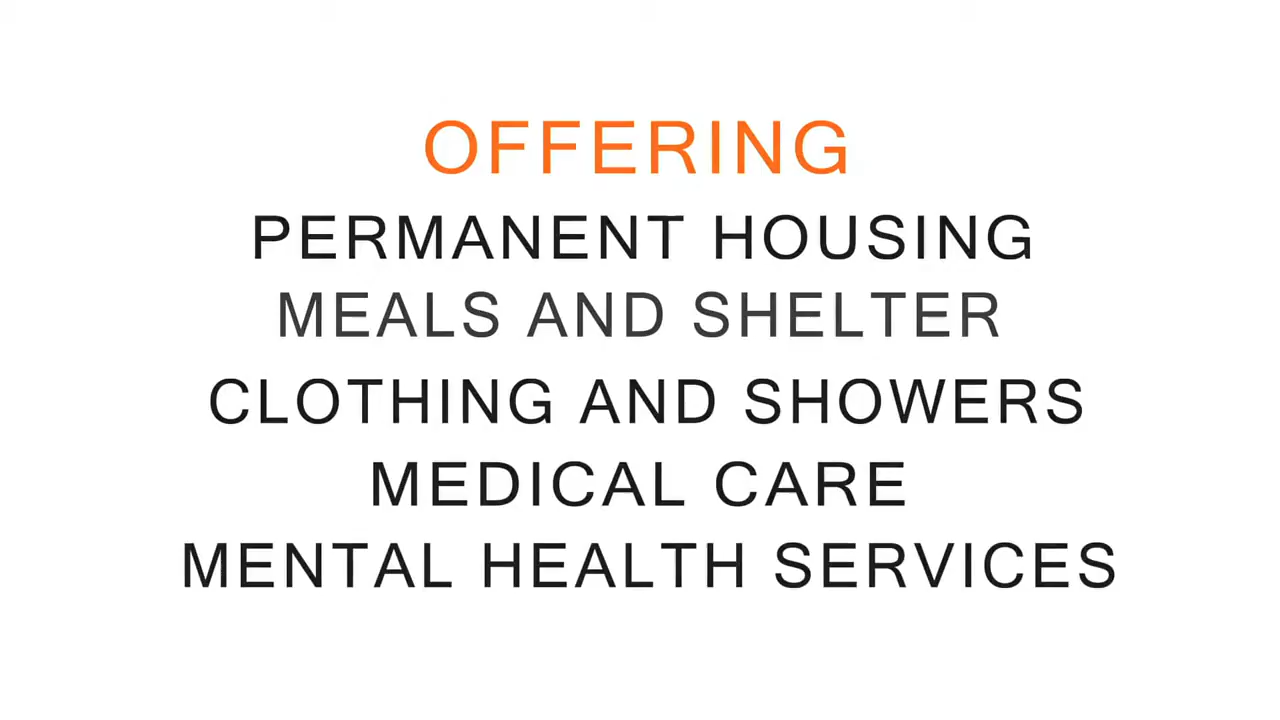 OFFERING
PERMANENT HOUSING
MEALS AND SHELTER
CLOTHING AND SHOWERS
MEDICAL CARE
MENTAL HEALTH SERVICES